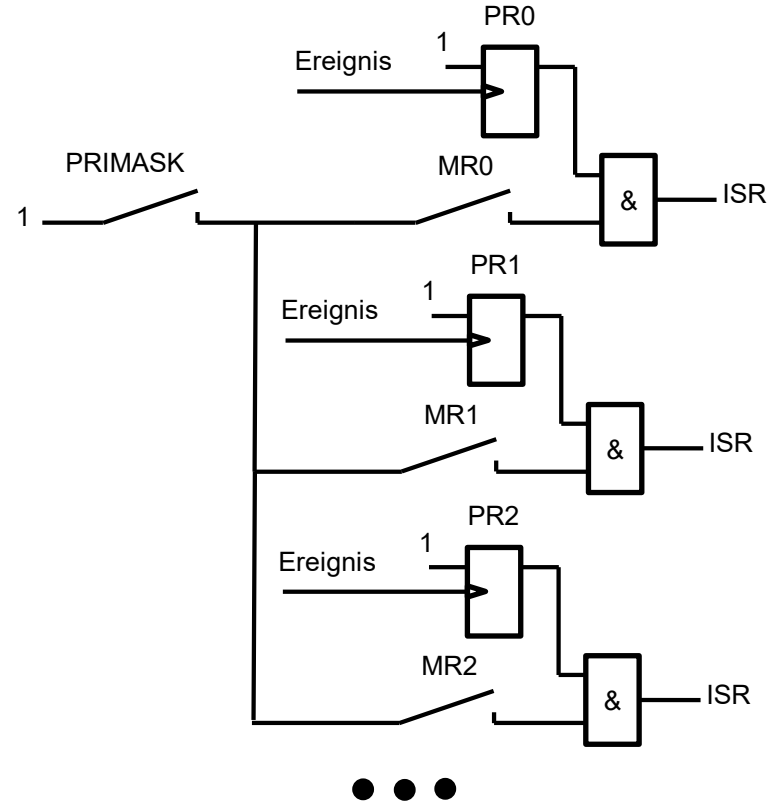 PR0
1
Ereignis
PRIMASK
MR0
1
&
ISR
PR1
1
Ereignis
MR1
&
ISR
PR2
1
Ereignis
MR2
&
ISR